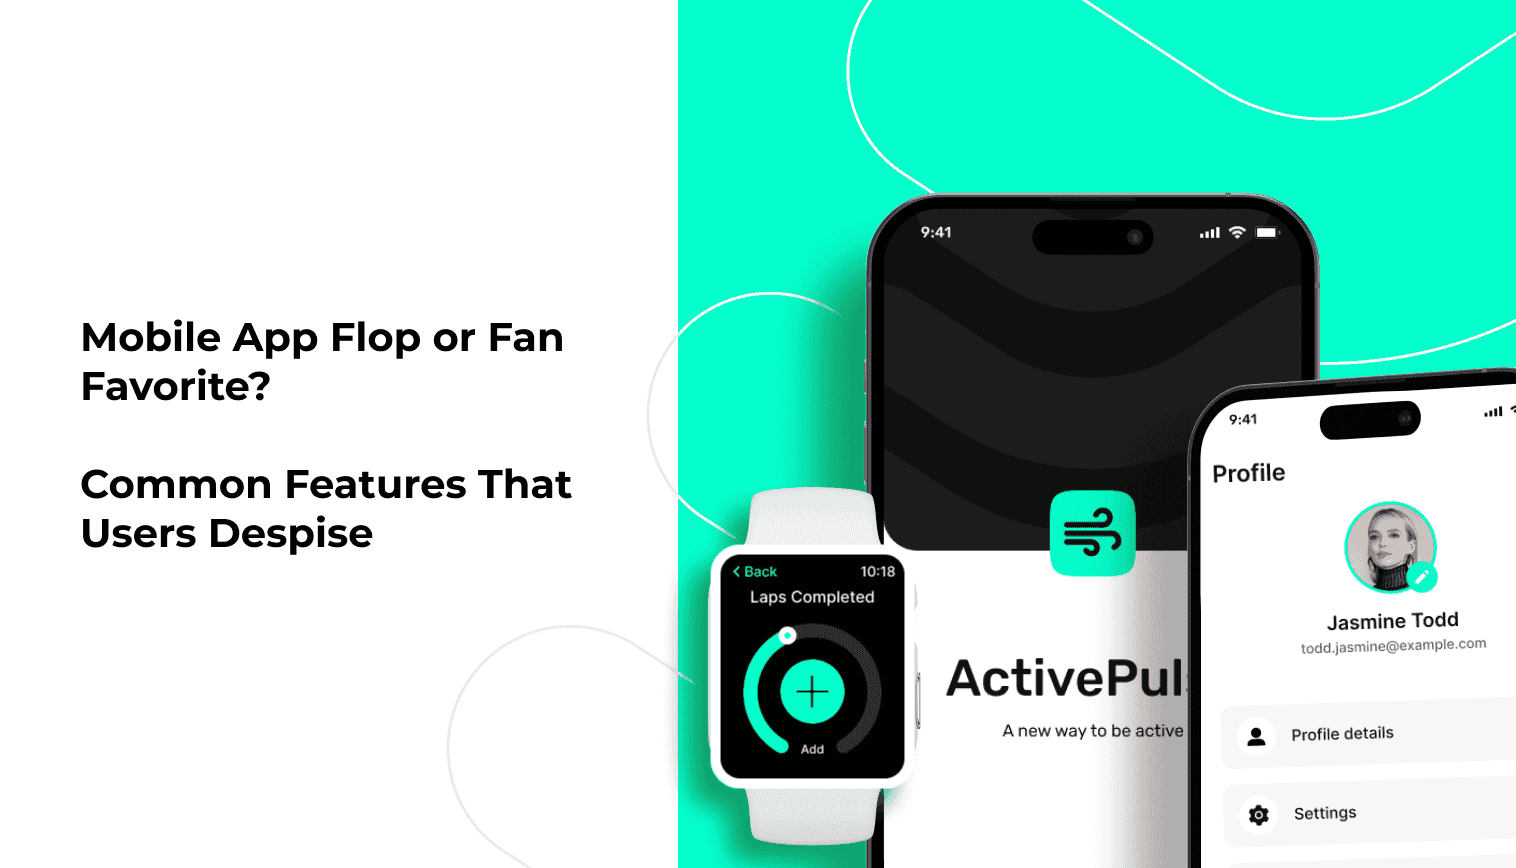 Mobile App Flop or Fan
Favorite?
Common Features That
Users Despise
9:41
9:41
Profile
Back
10:18
Laps Completed
Add
ActivePuls
A new way to be active
Jasmine Todd
todd.jasmine@example.com
Profile details
Settings